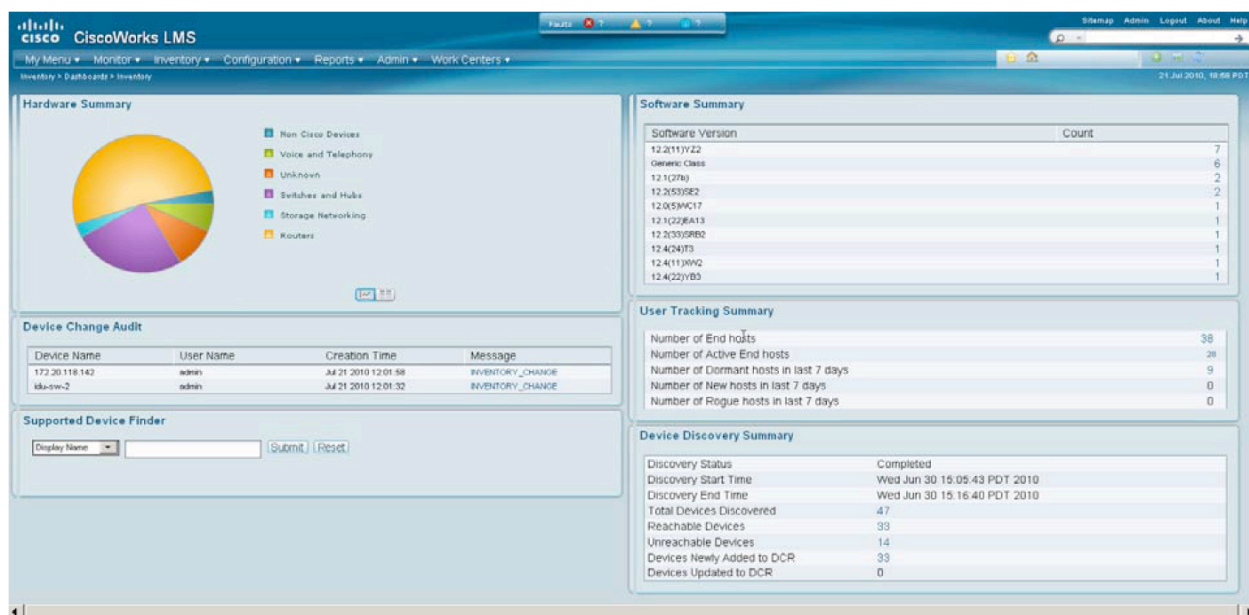 cisco CiscoWorks LMS
Faults ? ? ?
Sitemap Admin Logout About Help
My Menu Monitor Inventory Configuration Reports Admin Work Centers
Inventory > Dashboards > Inventory
21 Jul 2010, PDT
Hardware Summary
Non Cisco Devices
Voice and Telephony
Unknown
Switches and Hubs
Storage Networking
Routers
Device Change Audit
Device Name User Name Creation Time Message
172.20.118.142 admin Jul 21 2010 12:01:58 INVENTORY_CHANGE
idu-sw-2 admin Jul 21 2010 12:01:32 INVENTORY_CHANGE
Supported Device Finder
Display Name Submit Reset
Software Summary
Software Version Count
12.2(11)YZ2 7
Generic Class 6
12.1(27b) 2
12.2(53)SE2 2
12.0(5)WC17 1
12.1(22)EA13 1
12.2(33)SRB2 1
12.4(24)T3 1
12.4(11)XW2 1
12.4(22)YB3 1
User Tracking Summary
Number of End hosts 38
Number of Active End hosts 28
Number of Dormant hosts in last 7 days 9
Number of New hosts in last 7 days 0
Number of Rogue hosts in last 7 days 0
Device Discovery Summary
Discovery Status Completed
Discovery Start Time Wed Jun 30 15:05:43 PDT 2010
Discovery End Time Wed Jun 30 15:16:40 PDT 2010
Total Devices Discovered 47
Reachable Devices 33
Unreachable Devices 14
Devices Newly Added to DCR 33
Devices Updated to DCR 0